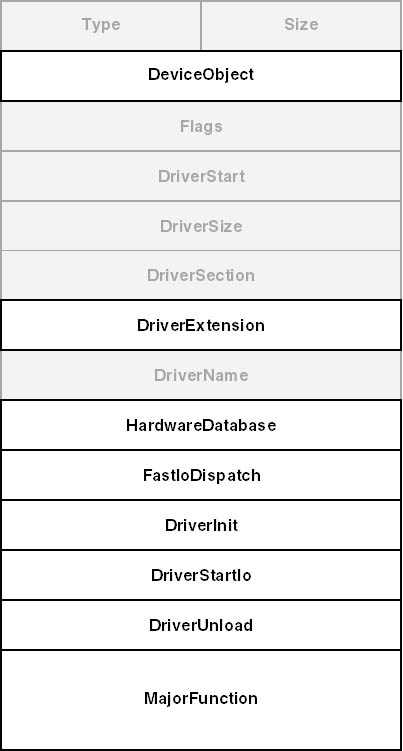 Type Size
DeviceObject
Flags
DriverStart
DriverSize
DriverSection
DriverExtension
DriverName
HardwareDatabase
FastIoDispatch
DriverInit
DriverStartIo
DriverUnload
MajorFunction